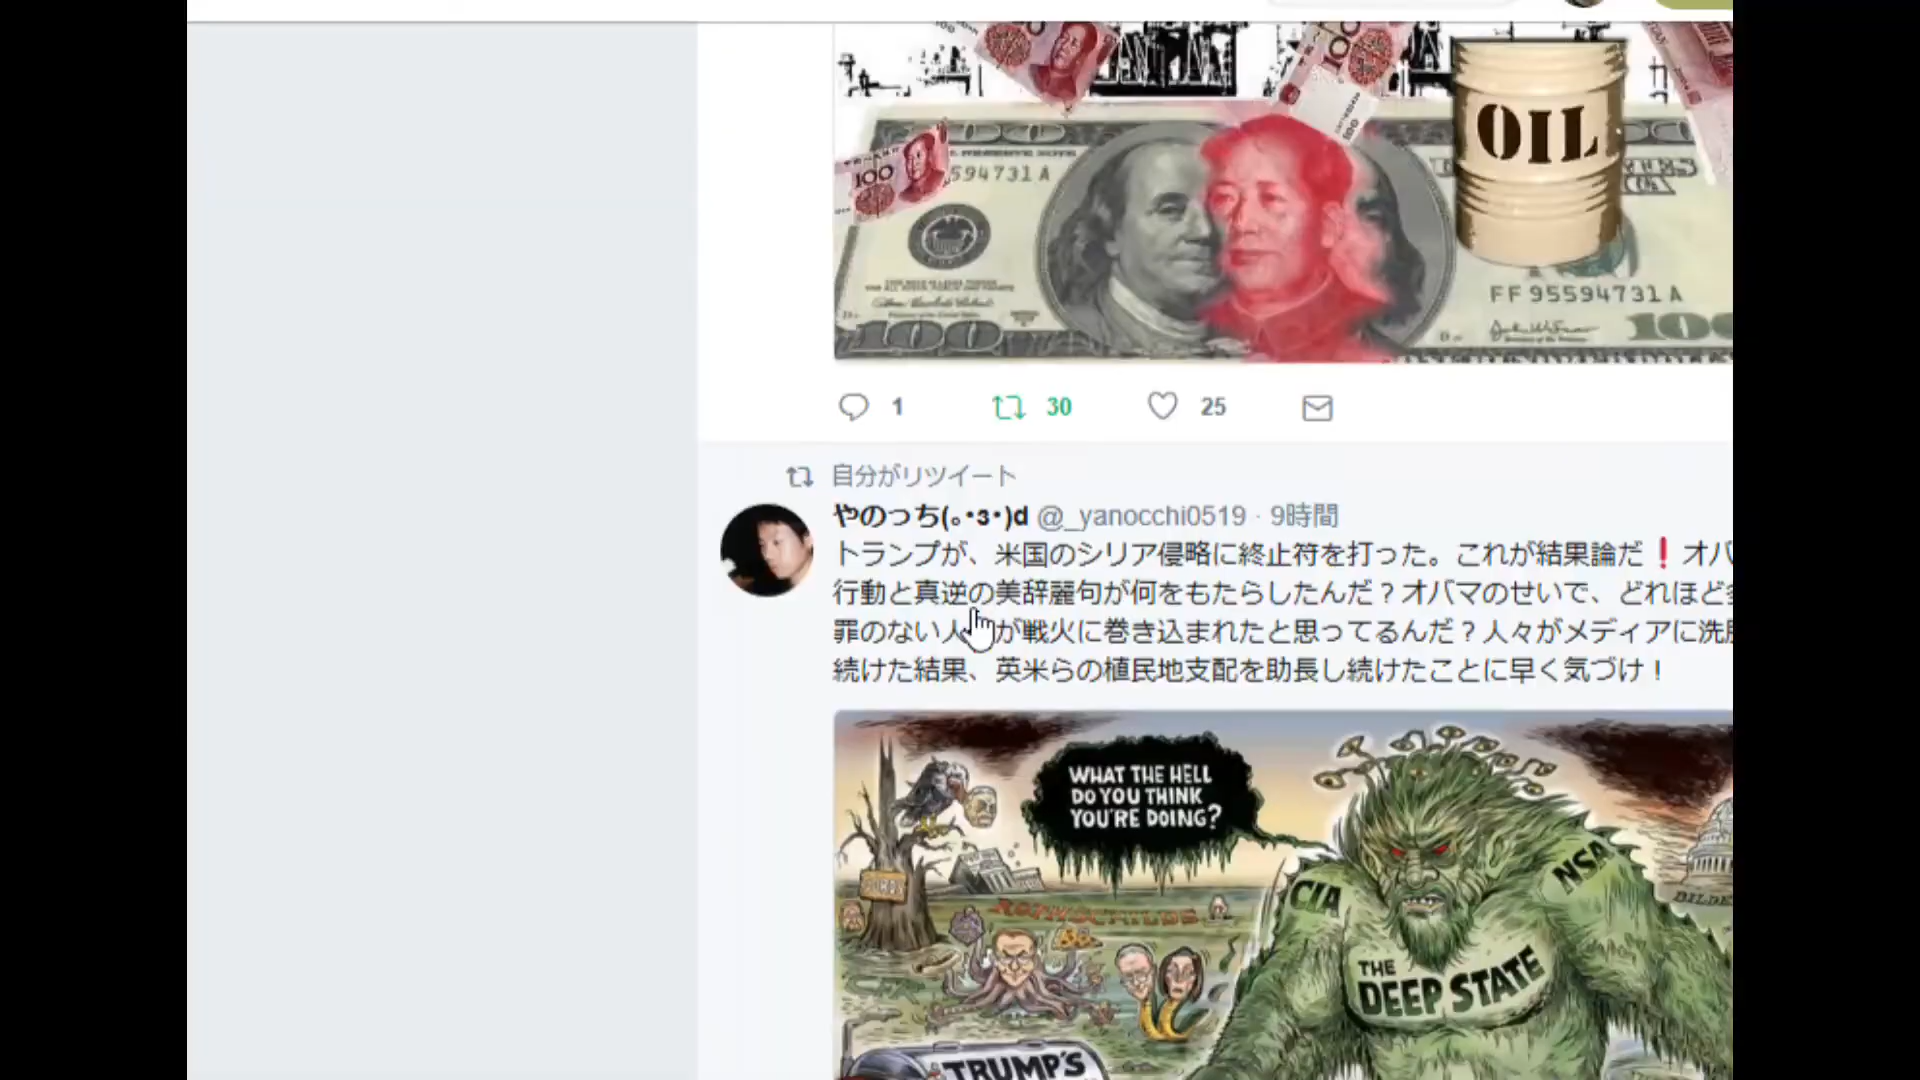 100
100
OIL
100
594731 A
FF 95594731 A
100
100
1 30 25
自分がリツイート
やのっち(｡･з･)d @_yanocchi0519 · 9時間
トランプが、米国のシリア侵略に終止符を打った。これが結果論だ❗オバ
行動と真逆の美辞麗句が何をもたらしたんだ？オバマのせいで、どれほど
罪のない人 が戦火に巻き込まれたと思ってるんだ？人々がメディアに洗
続けた結果、英米らの植民地支配を助長し続けたことに早く気づけ！
WHAT THE HELL
DO YOU THINK
YOU'RE DOING?
CIA
NSA
ROTHSCHILDS
THE
DEEP STATE
TRUMP'S